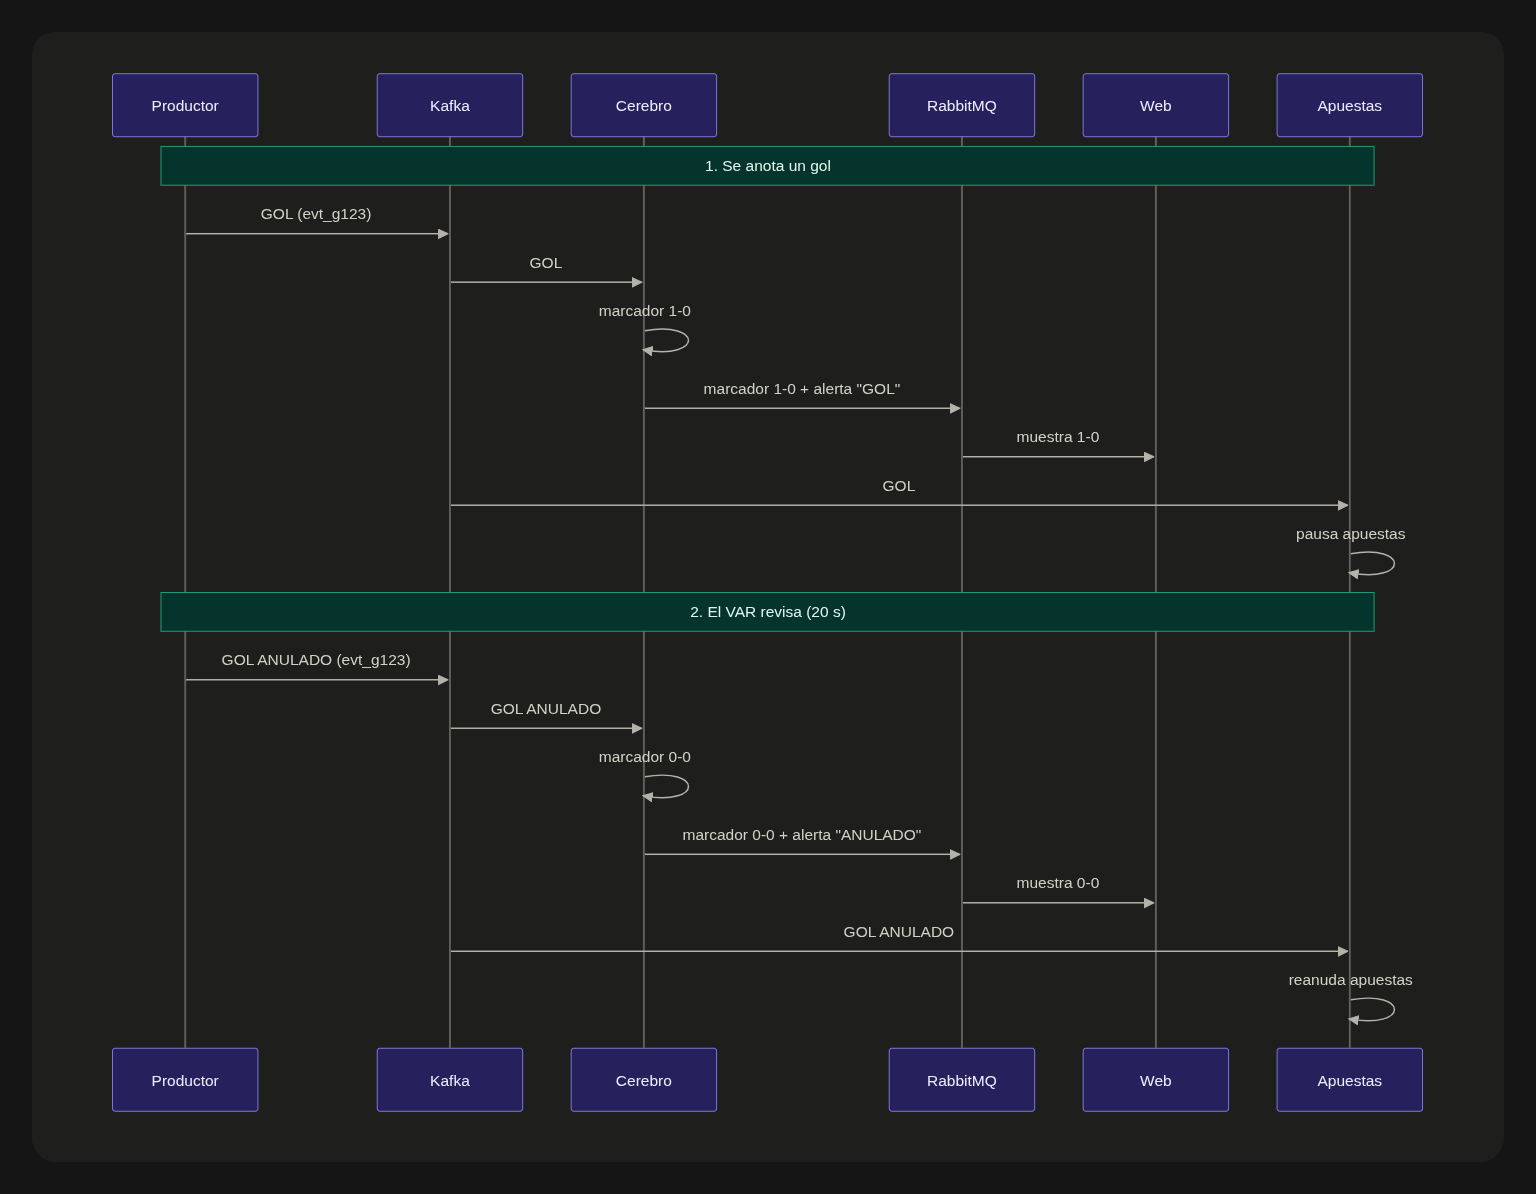 Productor
Kafka
Cerebro
RabbitMQ
Web
Apuestas
1. Se anota un gol
GOL (evt_g123)
GOL
marcador 1-0
marcador 1-0 + alerta "GOL"
muestra 1-0
GOL
pausa apuestas
2. El VAR revisa (20 s)
GOL ANULADO (evt_g123)
GOL ANULADO
marcador 0-0
marcador 0-0 + alerta "ANULADO"
muestra 0-0
GOL ANULADO
reanuda apuestas
Productor
Kafka
Cerebro
RabbitMQ
Web
Apuestas